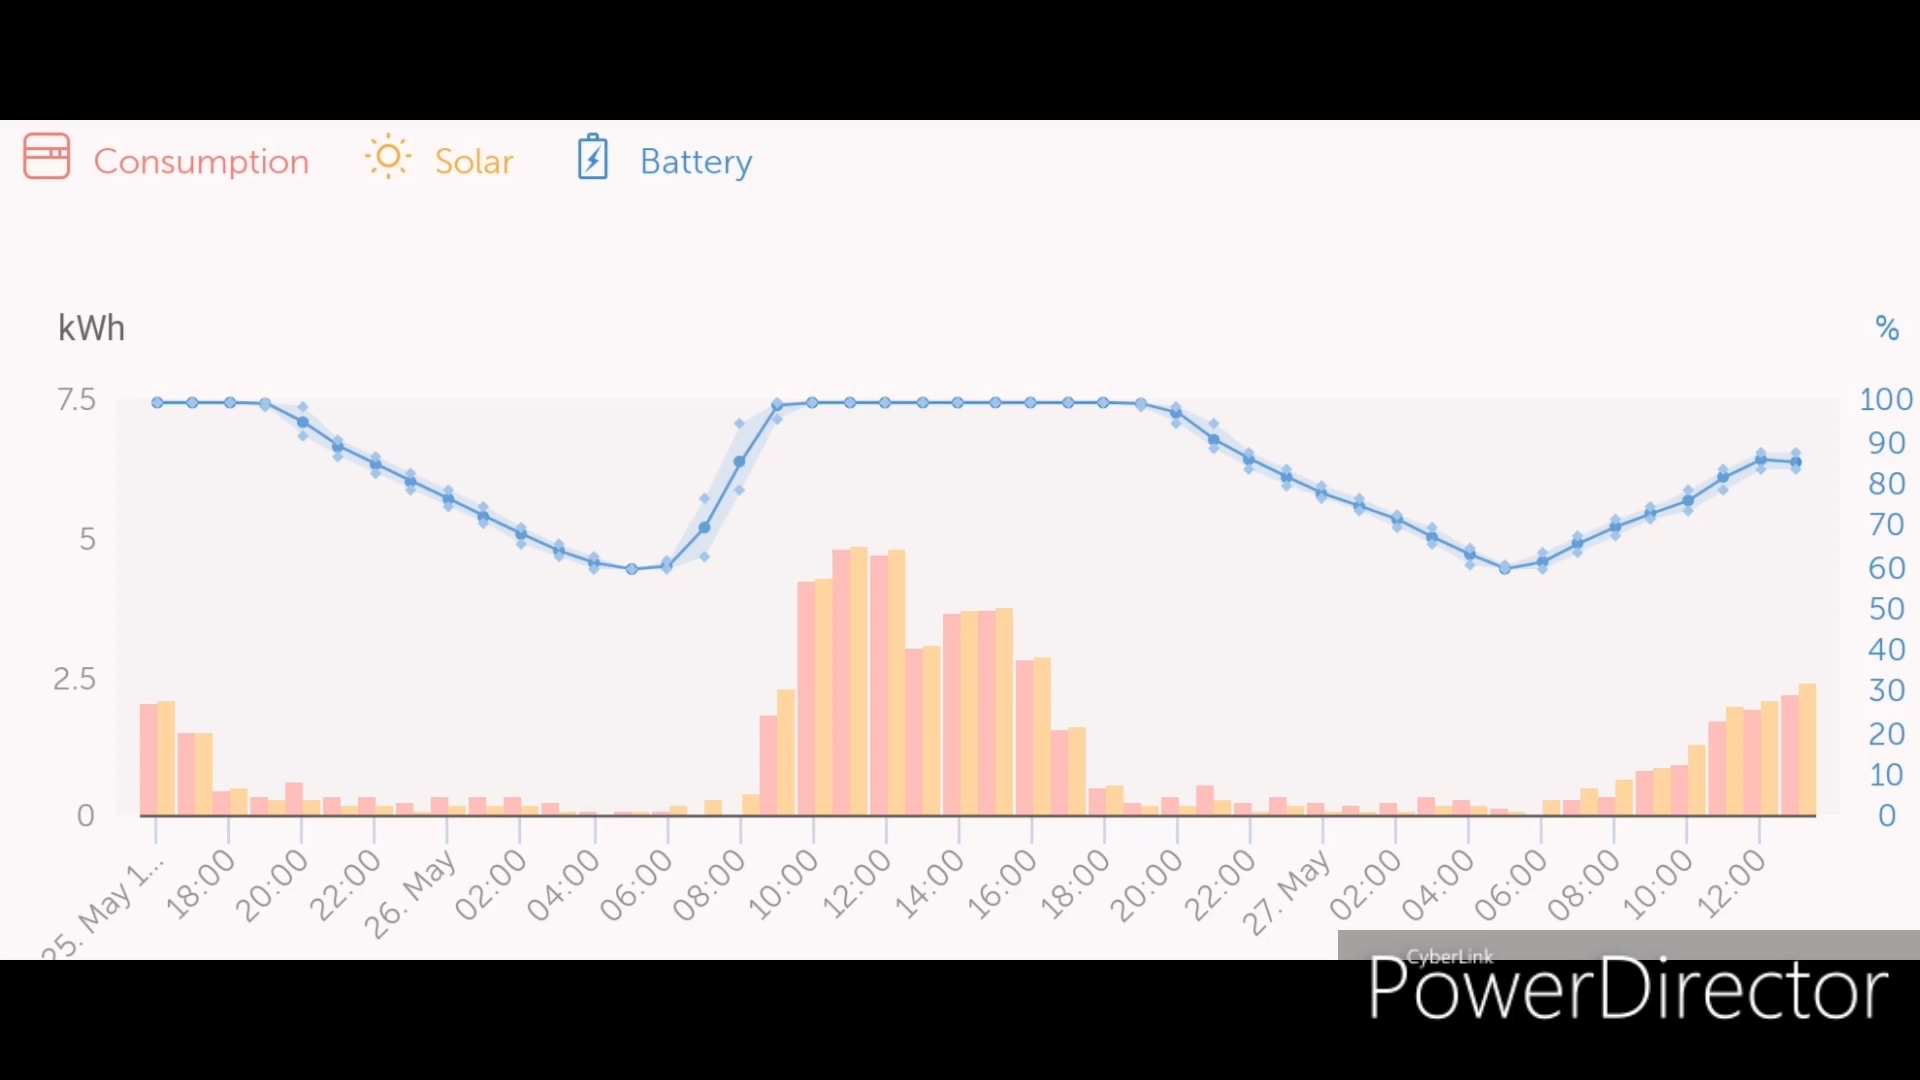 Consumption Solar Battery
kWh %
7.5 100
90
80
70
5
60
50
40
2.5
30
20
10
0 0
25. May 1... 18:00 20:00 22:00 26. May 02:00 04:00 06:00 08:00 10:00 12:00 14:00 16:00 18:00 20:00 22:00 27. May 02:00 04:00 06:00 08:00 10:00 12:00
CyberLink
PowerDirector